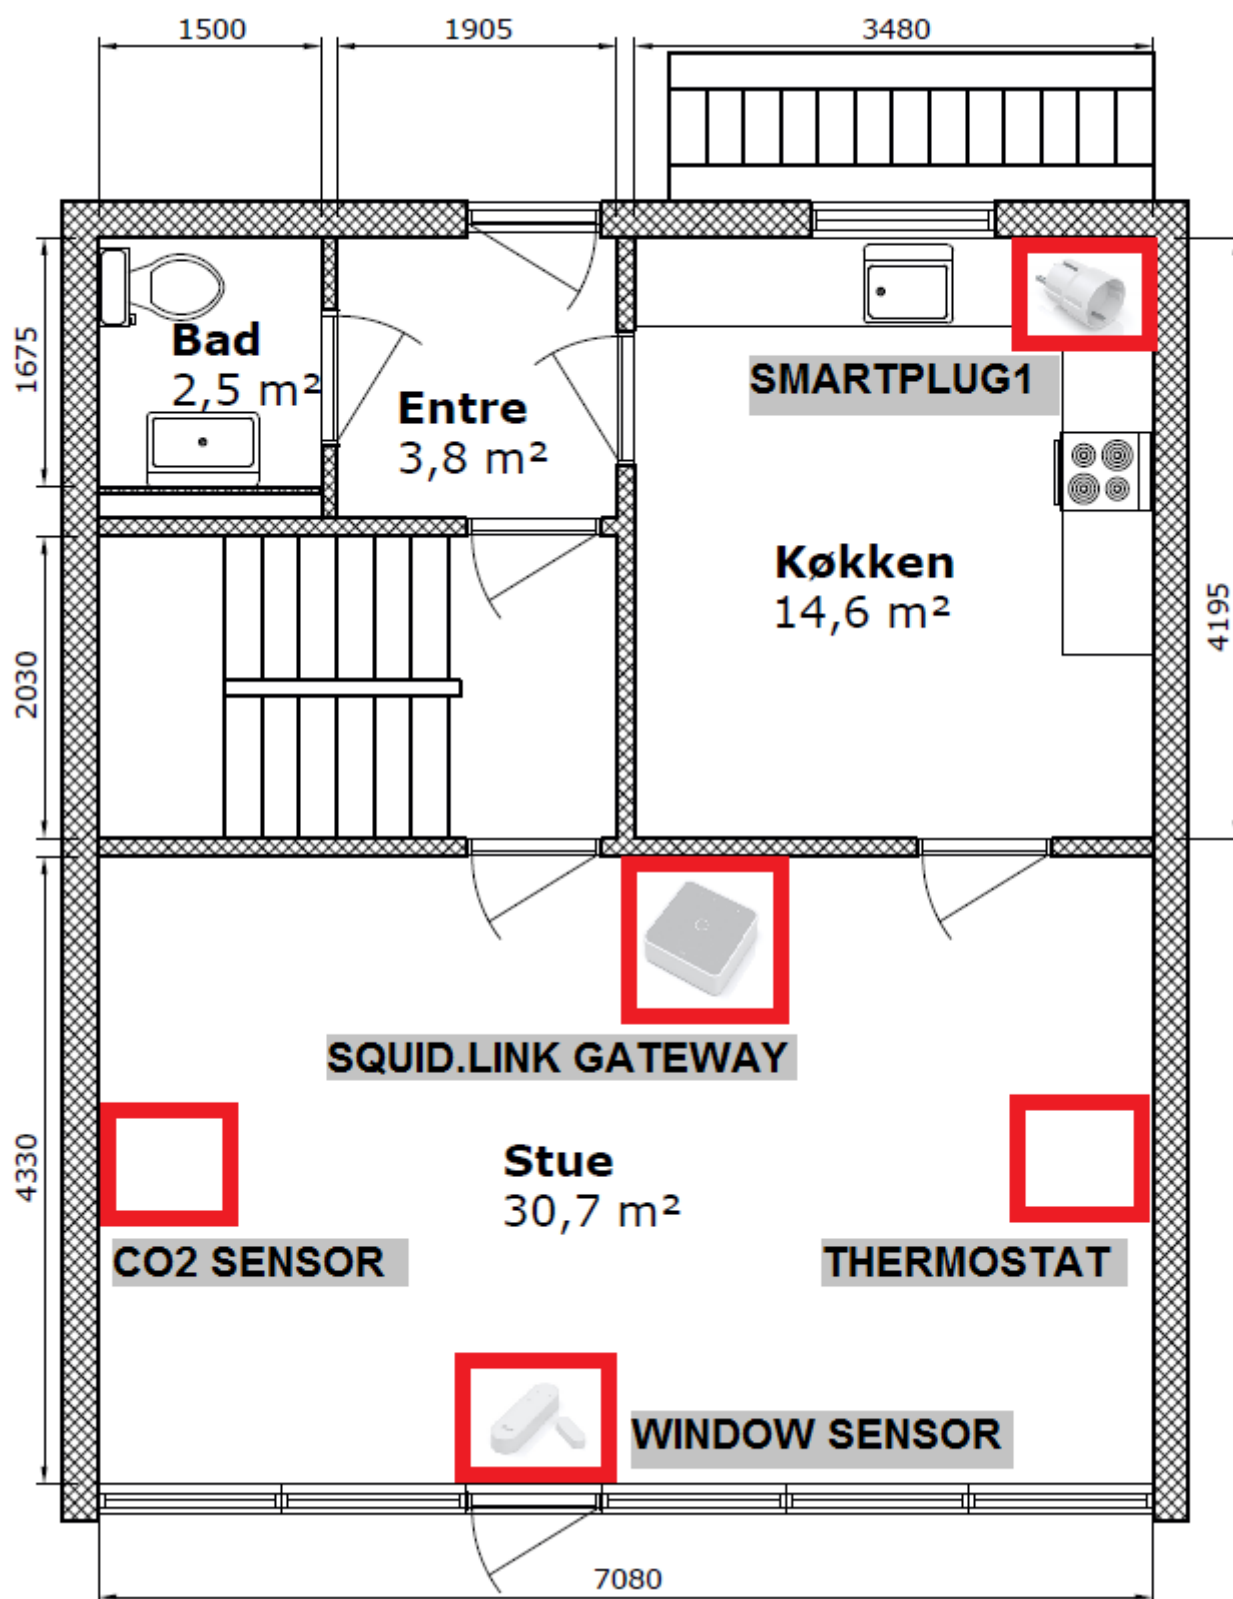 1500
1905
3480
1675
Bad
2,5 m²
Entre
3,8 m²
SMARTPLUG1
Køkken
14,6 m²
4195
2030
SQUID.LINK GATEWAY
4330
Stue
30,7 m²
CO2 SENSOR
THERMOSTAT
WINDOW SENSOR
7080